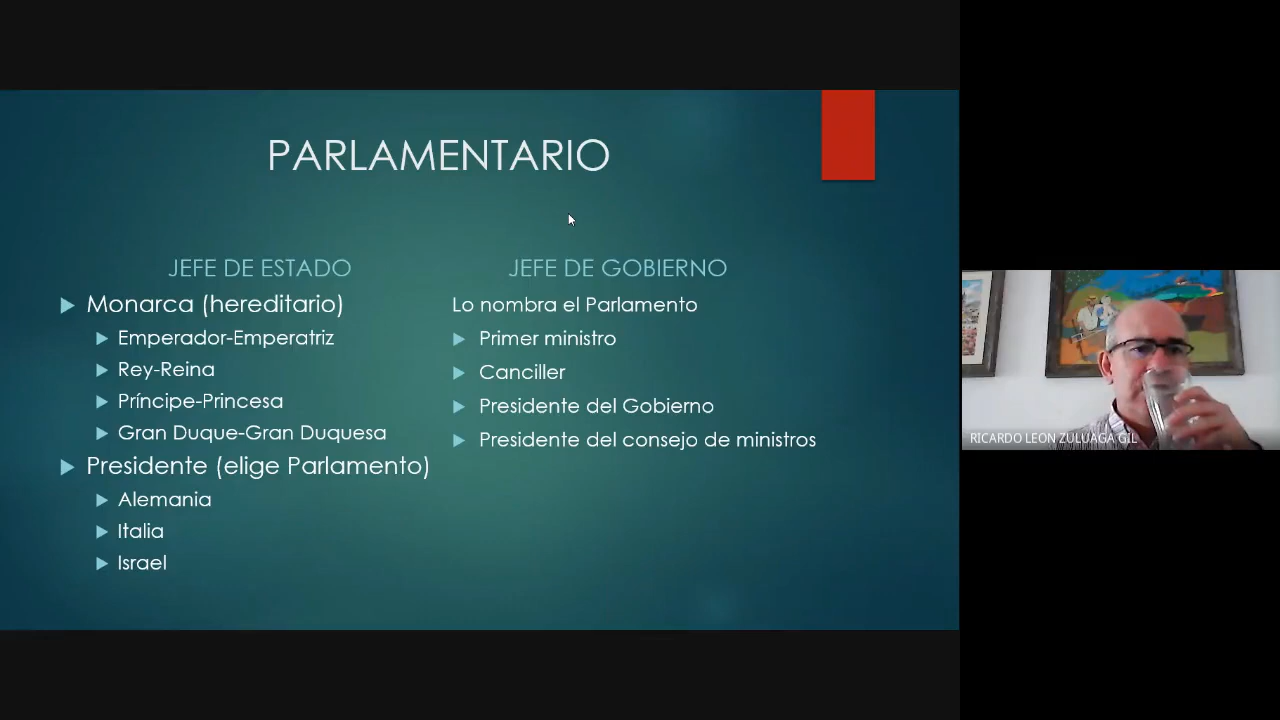 PARLAMENTARIO
JEFE DE ESTADO
Monarca (hereditario)
Emperador-Emperatriz
Rey-Reina
Príncipe-Princesa
Gran Duque-Gran Duquesa
Presidente (elige Parlamento)
Alemania
Italia
Israel
JEFE DE GOBIERNO
Lo nombra el Parlamento
Primer ministro
Canciller
Presidente del Gobierno
Presidente del consejo de ministros
RICARDO LEON ZULUAGA GIL